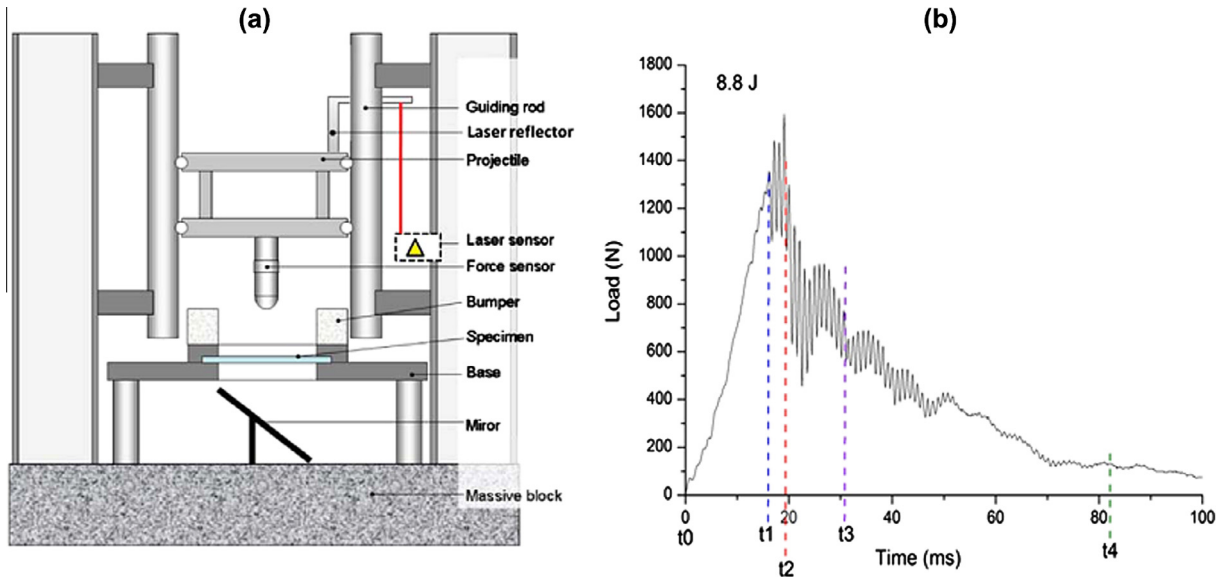 (a)
Guiding rod
Laser reflector
Projectile
Laser sensor
Force sensor
Bumper
Specimen
Base
Miror
Massive block
(b)
8.8 J
Load (N)
1800
1600
1400
1200
1000
800
600
400
200
0
0 20 40 60 80 100
t0 t1 t2 t3 t4
Time (ms)